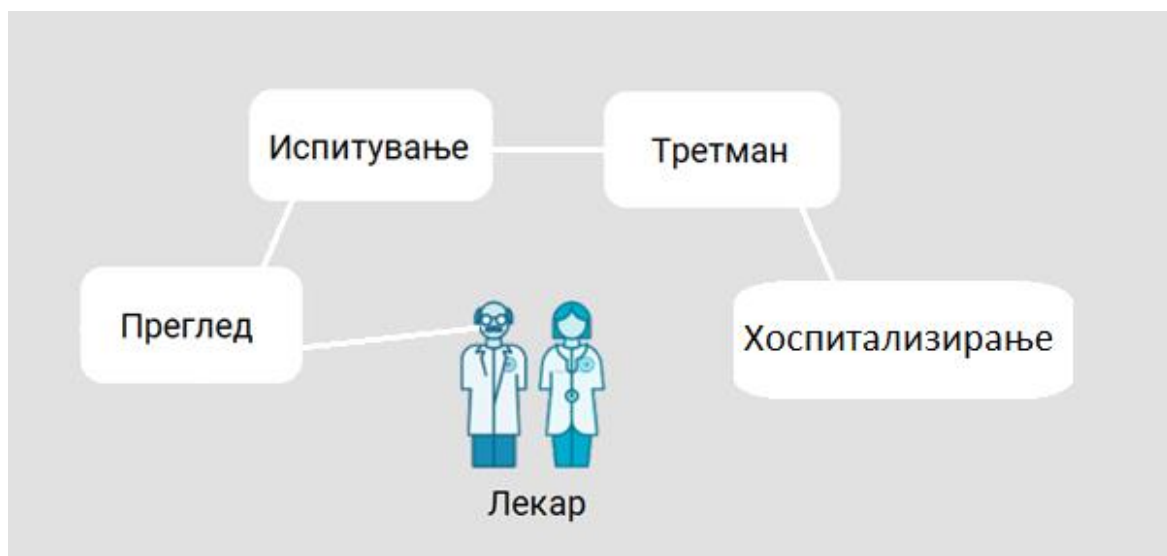 Испитување
Третман
Преглед
Хоспитализирање
Лекар